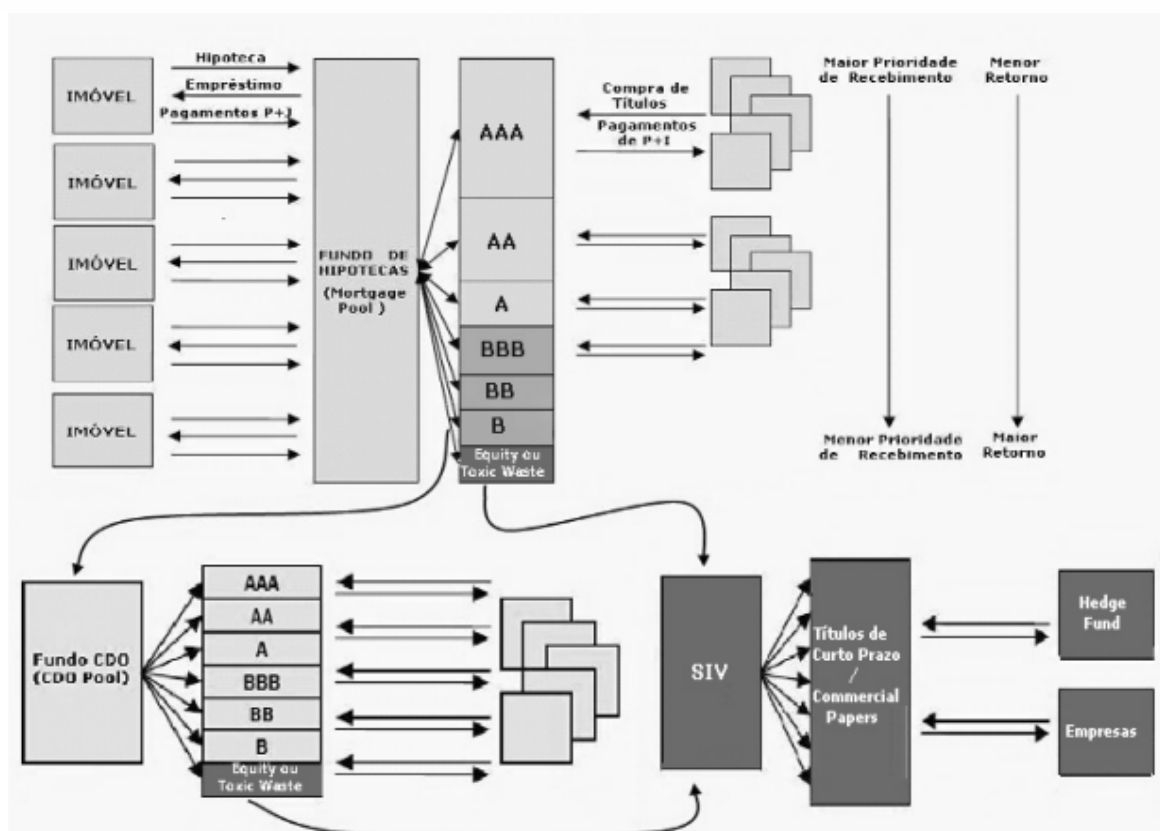 Hipoteca
IMÓVEL
Empréstimo
Pagamentos P+J
IMÓVEL
IMÓVEL
IMÓVEL
IMÓVEL
FUNDO DE
HIPOTECAS
(Mortgage
Pool )
AAA
AA
A
BBB
BB
B
Equity ou
Toxic Waste
Compra de
Títulos
Pagamentos
de P+I
Maior Prioridade
de Recebimento
Menor
Retorno
Menor Prioridade
de Recebimento
Maior
Retorno
Fundo CDO
(CDO Pool)
AAA
AA
A
BBB
BB
B
Equity ou
Toxic Waste
SIV
Títulos de
Curto Prazo
/
Commercial
Papers
Hedge
Fund
Empresas